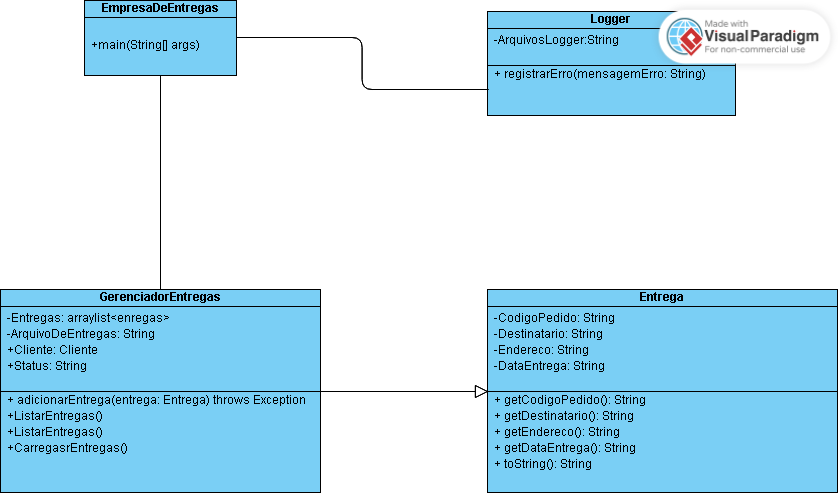 EmpresaDeEntregas
+main(String[] args)
Logger
-ArquivosLogger:String
+ registrarErro(mensagemErro: String)
Made with
VisualParadigm
For non-commercial use
GerenciadorEntregas
-Entregas: arraylist<enregas>
-ArquivoDeEntregas: String
+Cliente: Cliente
+Status: String
+ adicionarEntrega(entrega: Entrega) throws Exception
+ListarEntregas()
+ListarEntregas()
+CarregasrEntregas()
Entrega
-CodigoPedido: String
-Destinatario: String
-Endereco: String
-DataEntrega: String
+ getCodigoPedido(): String
+ getDestinatario(): String
+ getEndereco(): String
+ getDataEntrega(): String
+ toString(): String